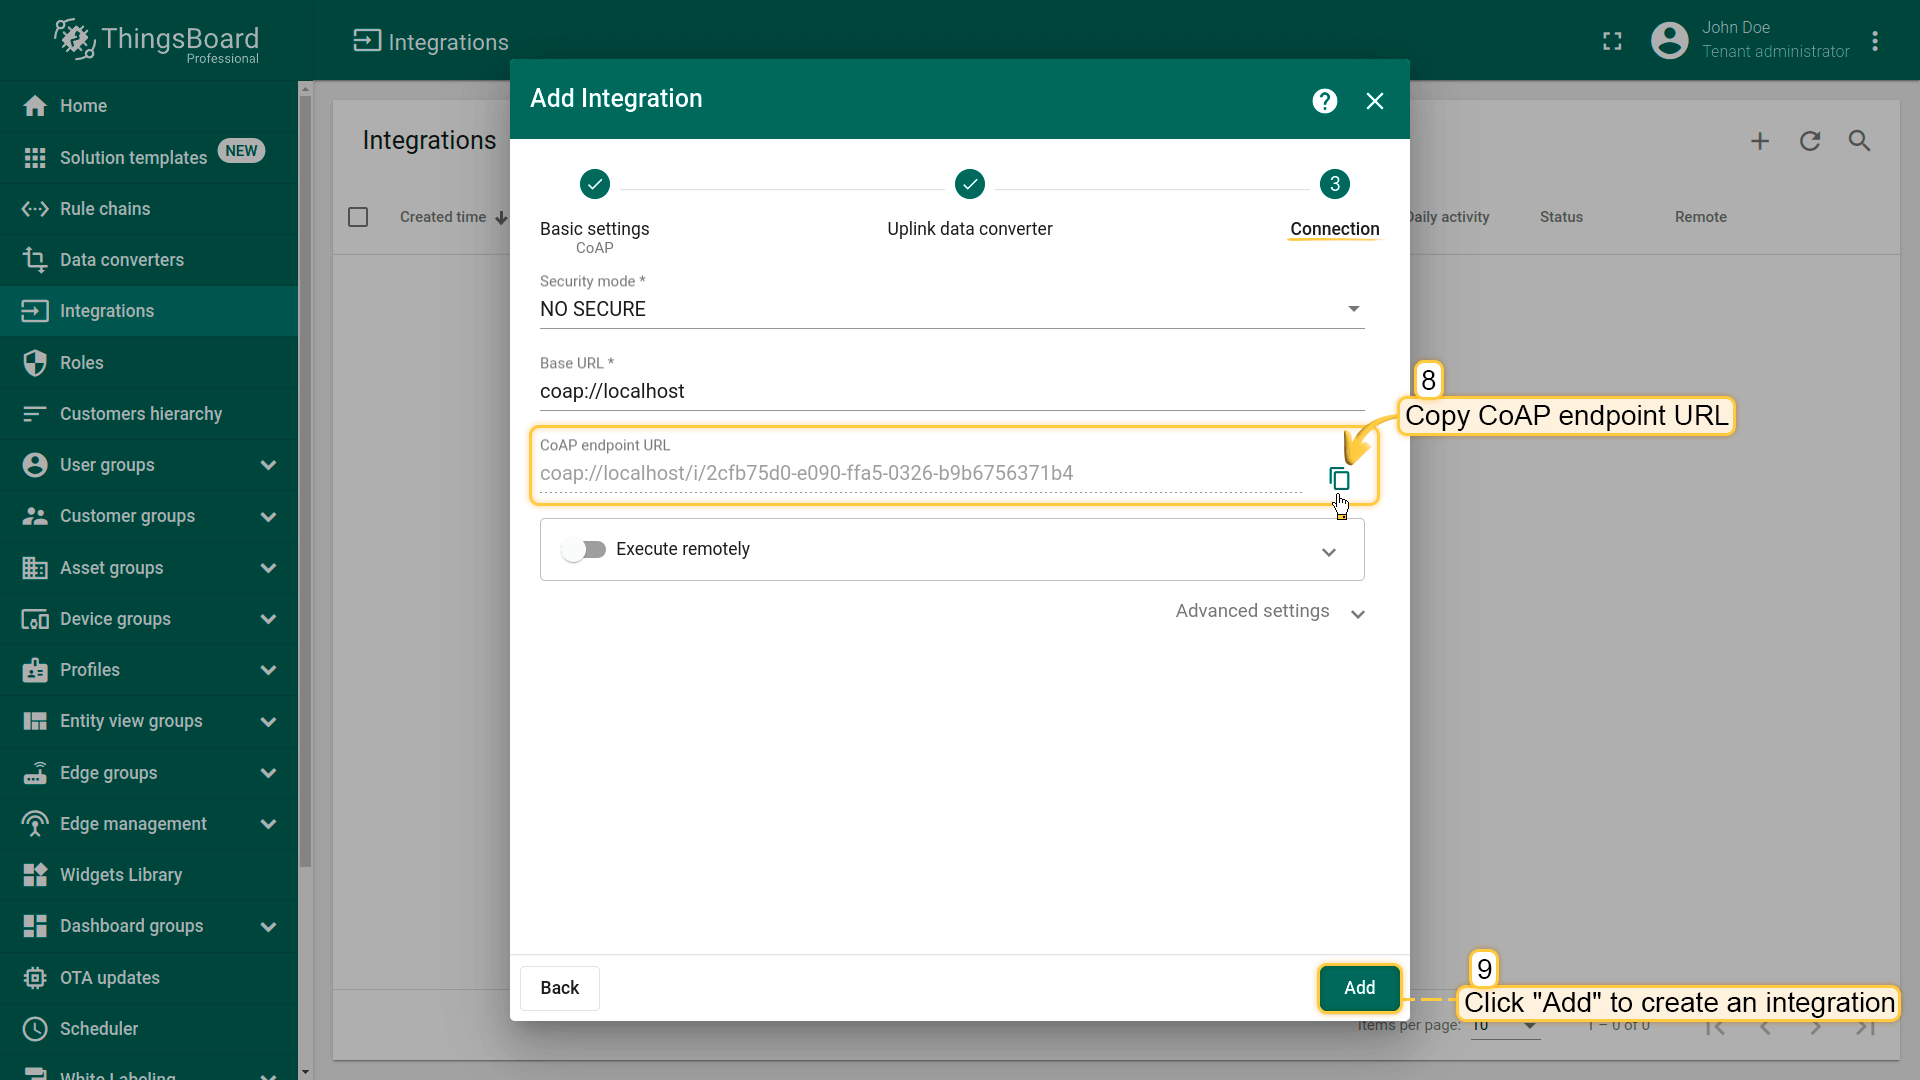 ThingsBoard
Professional
Integrations
John Doe
Tenant administrator
Home
Solution templates
NEW
Rule chains
Data converters
Integrations
Roles
Customers hierarchy
User groups
Customer groups
Asset groups
Device groups
Profiles
Entity view groups
Edge groups
Edge management
Widgets Library
Dashboard groups
OTA updates
Scheduler
White Labeling
Integrations
Created time
Daily activity
Status
Remote
Add Integration
?
3
Basic settings
CoAP
Uplink data converter
Connection
Security mode *
NO SECURE
Base URL *
coap://localhost
CoAP endpoint URL
coap://localhost/i/2cfb75d0-e090-ffa5-0326-b9b6756371b4
8
Copy CoAP endpoint URL
Execute remotely
Advanced settings
Back
Add
9
Click "Add" to create an integration
Items per page: 10
1 – 0 of 0